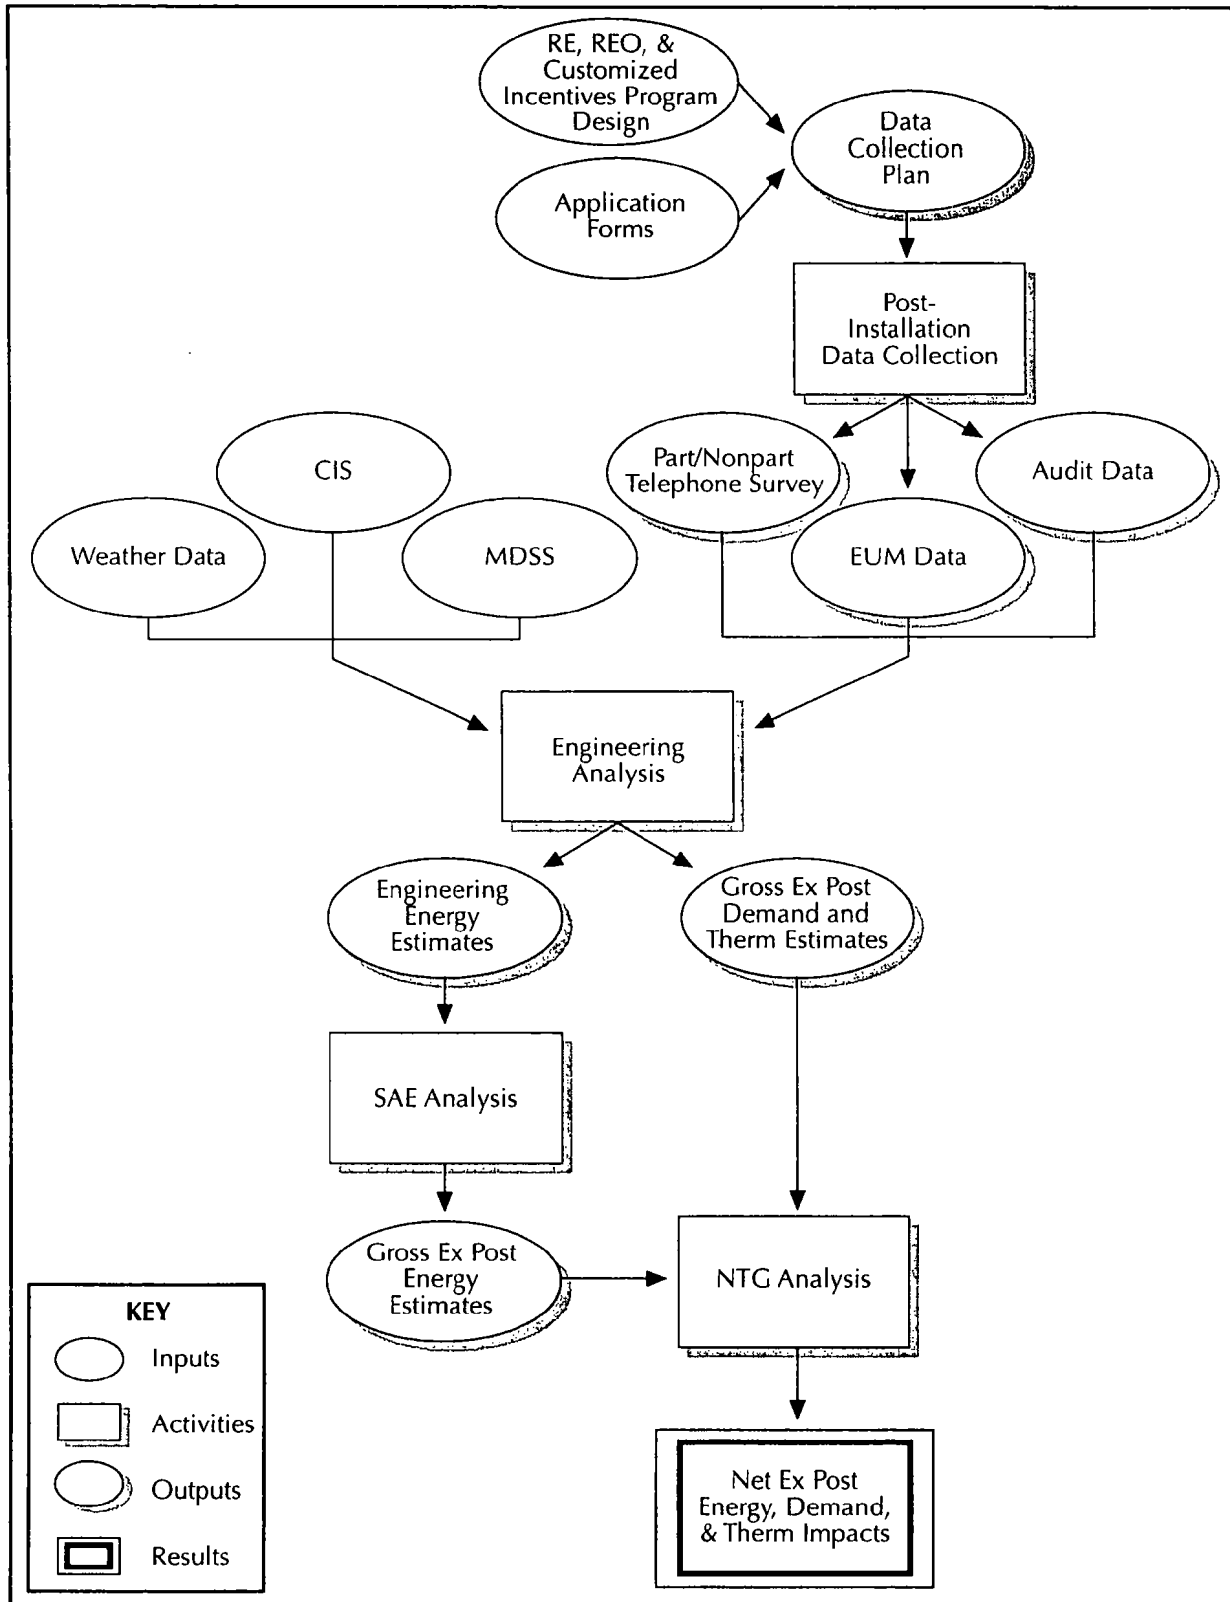 RE, REO, &
Customized
Incentives Program
Design
Data
Collection
Plan
Application
Forms
Post-
Installation
Data Collection
CIS
Part/Nonpart
Telephone Survey
Audit Data
Weather Data
MDSS
EUM Data
Engineering
Analysis
Engineering
Energy
Estimates
Gross Ex Post
Demand and
Therm Estimates
SAE Analysis
Gross Ex Post
Energy
Estimates
NTG Analysis
KEY
Inputs
Activities
Outputs
Results
Net Ex Post
Energy, Demand,
& Therm Impacts